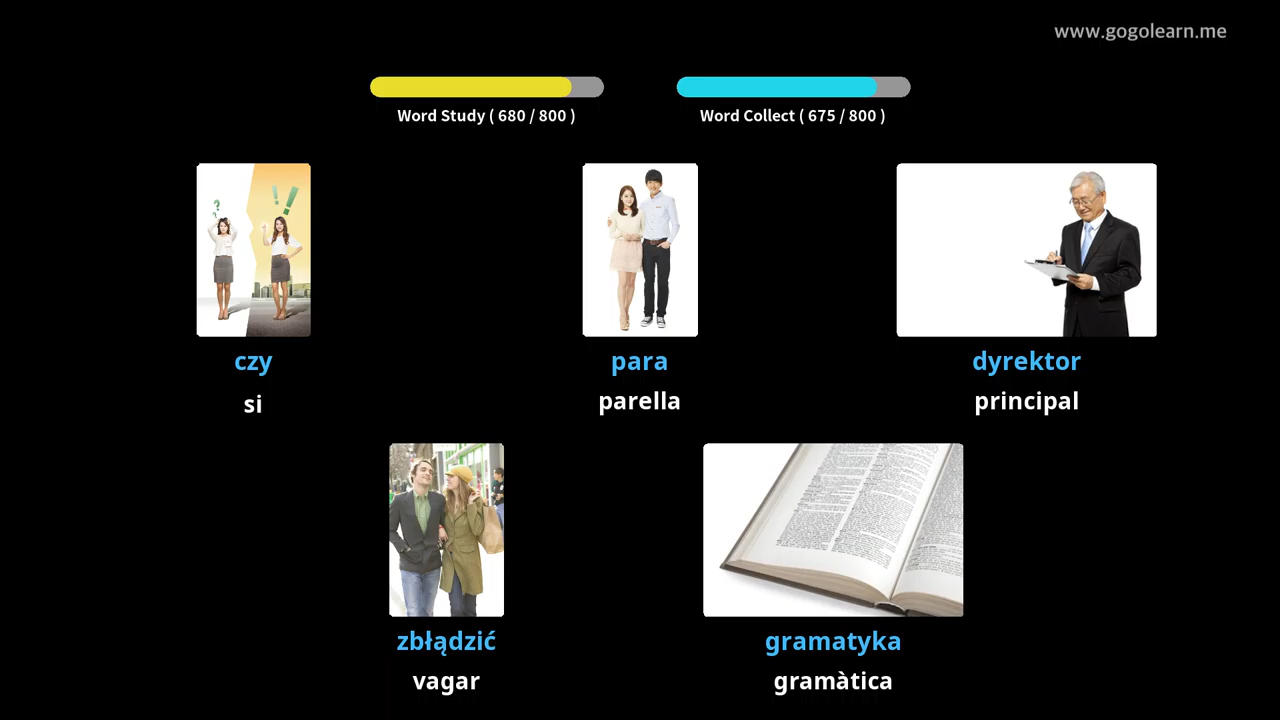 www.gogolearn.me
Word Study ( 680 / 800 )
Word Collect ( 675 / 800 )
czy
para
dyrektor
si
parella
principal
zbłądzić
gramatyka
vagar
gramàtica